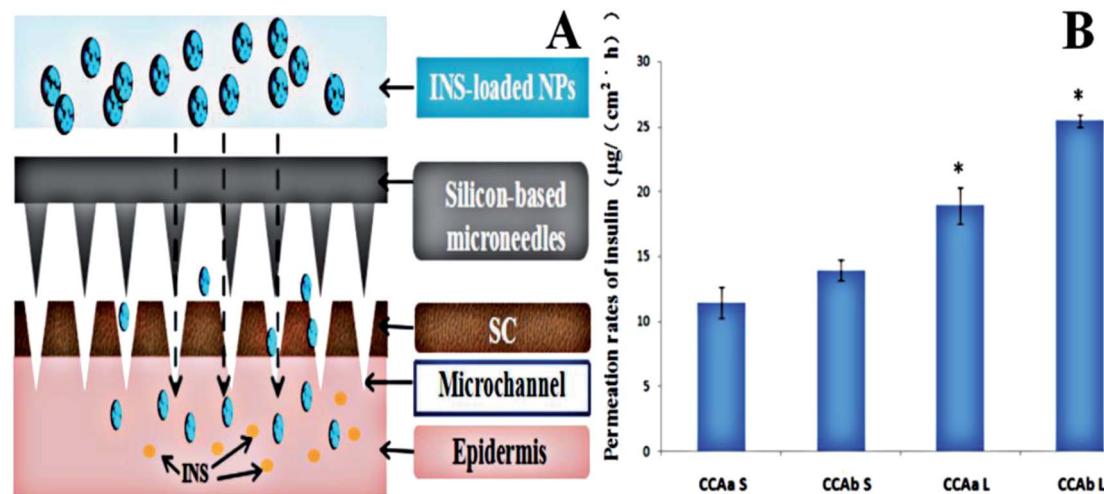 A
INS-loaded NPs
Silicon-based
microneedles
SC
Microchannel
Epidermis
INS
B
Permeation rates of insulin (μg/(cm²·h))
30
25
20
15
10
5
0
*
*
CCAa S
CCAb S
CCAa L
CCAb L